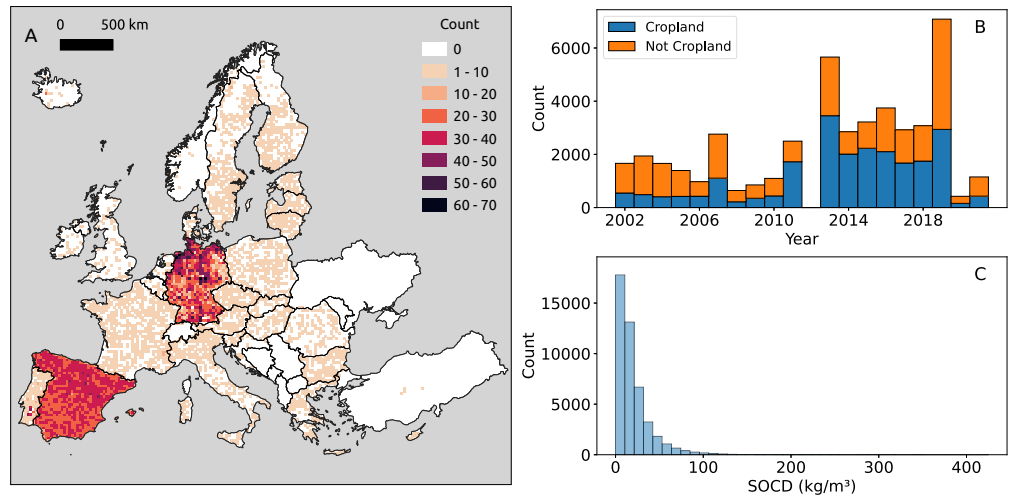 A
0 500 km
Count
0
1 - 10
10 - 20
20 - 30
30 - 40
40 - 50
50 - 60
60 - 70
B
Cropland
Not Cropland
Count
6000
4000
2000
0
2002 2006 2010 2014 2018
Year
C
Count
15000
10000
5000
0
0 100 200 300 400
SOCD (kg/m³)